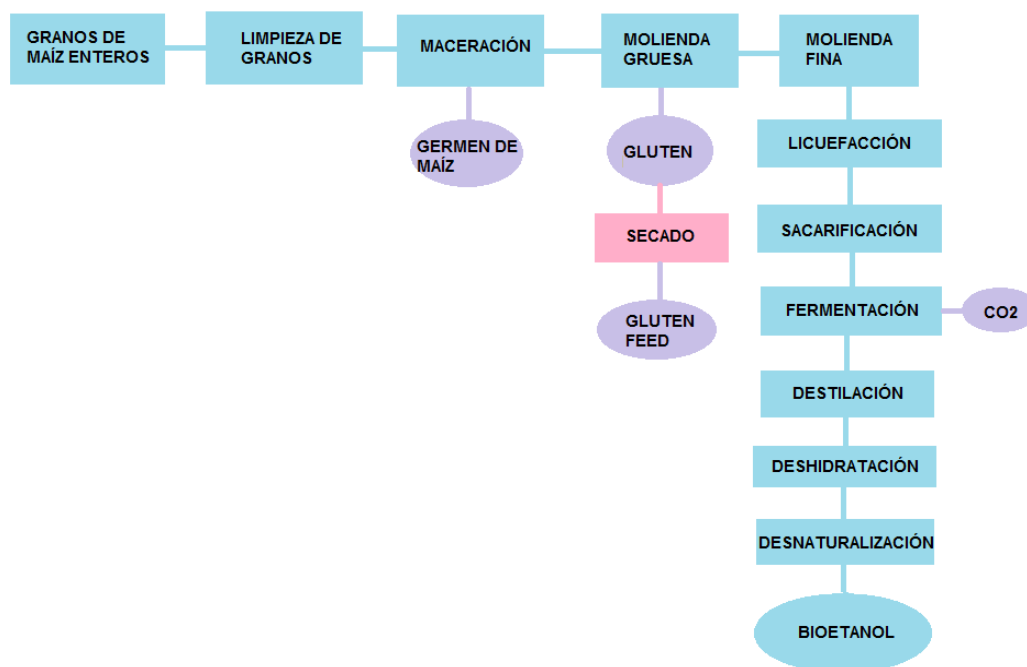 GRANOS DE
MAÍZ ENTEROS
LIMPIEZA DE
GRANOS
MACERACIÓN
MOLIENDA
GRUESA
MOLIENDA
FINA
GERMEN DE
MAÍZ
GLUTEN
LICUEFACCIÓN
SECADO
SACARIFICACIÓN
GLUTEN
FEED
FERMENTACIÓN
CO2
DESTILACIÓN
DESHIDRATACIÓN
DESNATURALIZACIÓN
BIOETANOL